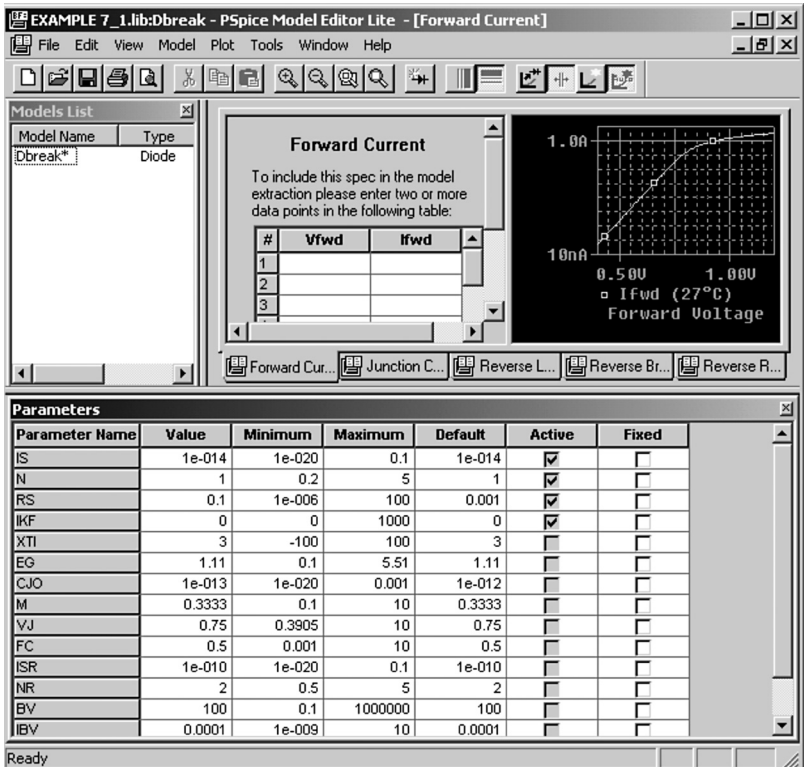 EXAMPLE 7_1.lib:Dbreak - PSpice Model Editor Lite - [Forward Current]
File Edit View Model Plot Tools Window Help
Models List
Model Name Type
Dbreak* Diode
Forward Current
To include this spec in the model
extraction please enter two or more
data points in the following table:
# Vfwd Ifwd
1
2
3
1.0A
10nA
0.50V 1.00V
Ifwd (27°C)
Forward Voltage
Forward Cur... Junction C... Reverse L... Reverse Br... Reverse R...
Parameters
Parameter Name Value Minimum Maximum Default Active Fixed
IS 1e-014 1e-020 0.1 1e-014
N 1 0.2 5 1
RS 0.1 1e-006 100 0.001
IKF 0 0 1000 0
XTI 3 -100 100 3
EG 1.11 0.1 5.51 1.11
CJO 1e-013 1e-020 0.001 1e-012
M 0.3333 0.1 10 0.3333
VJ 0.75 0.3905 10 0.75
FC 0.5 0.001 10 0.5
ISR 1e-010 1e-020 0.1 1e-010
NR 2 0.5 5 2
BV 100 0.1 1000000 100
IBV 0.0001 1e-009 10 0.0001
Ready